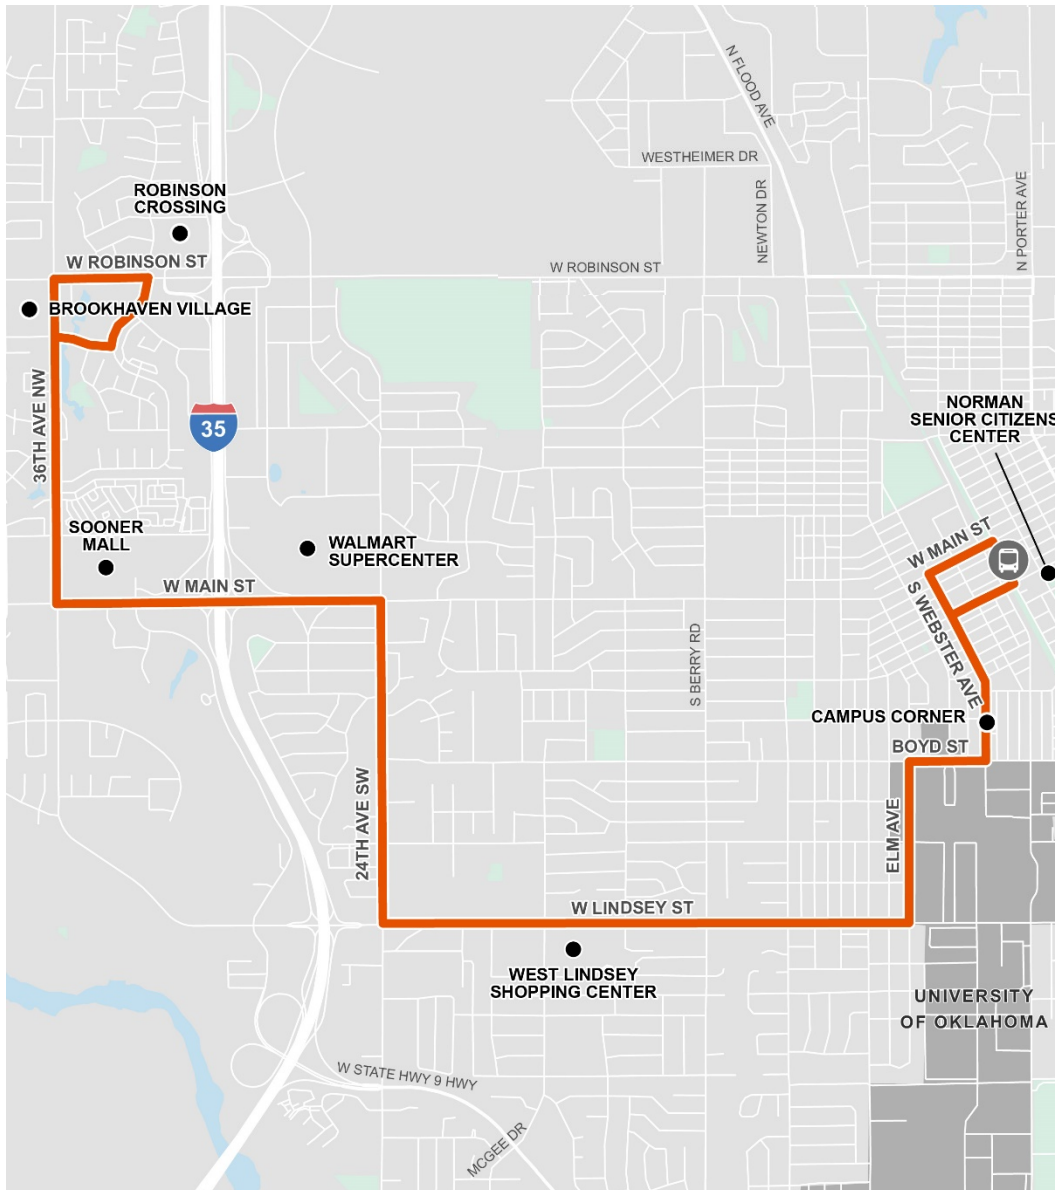 N FLOOD AVE
WESTHEIMER DR
NEWTON DR
N PORTER AVE
ROBINSON
CROSSING
W ROBINSON ST
W ROBINSON ST
BROOKHAVEN VILLAGE
36TH AVE NW
35
NORMAN
SENIOR CITIZENS
CENTER
SOONER
MALL
WALMART
SUPERCENTER
W MAIN ST
W MAIN ST
S WEBSTER AVE
S BERRY RD
CAMPUS CORNER
BOYD ST
24TH AVE SW
ELM AVE
W LINDSEY ST
WEST LINDSEY
SHOPPING CENTER
UNIVERSITY
OF OKLAHOMA
W STATE HWY 9 HWY
MCGEE DR